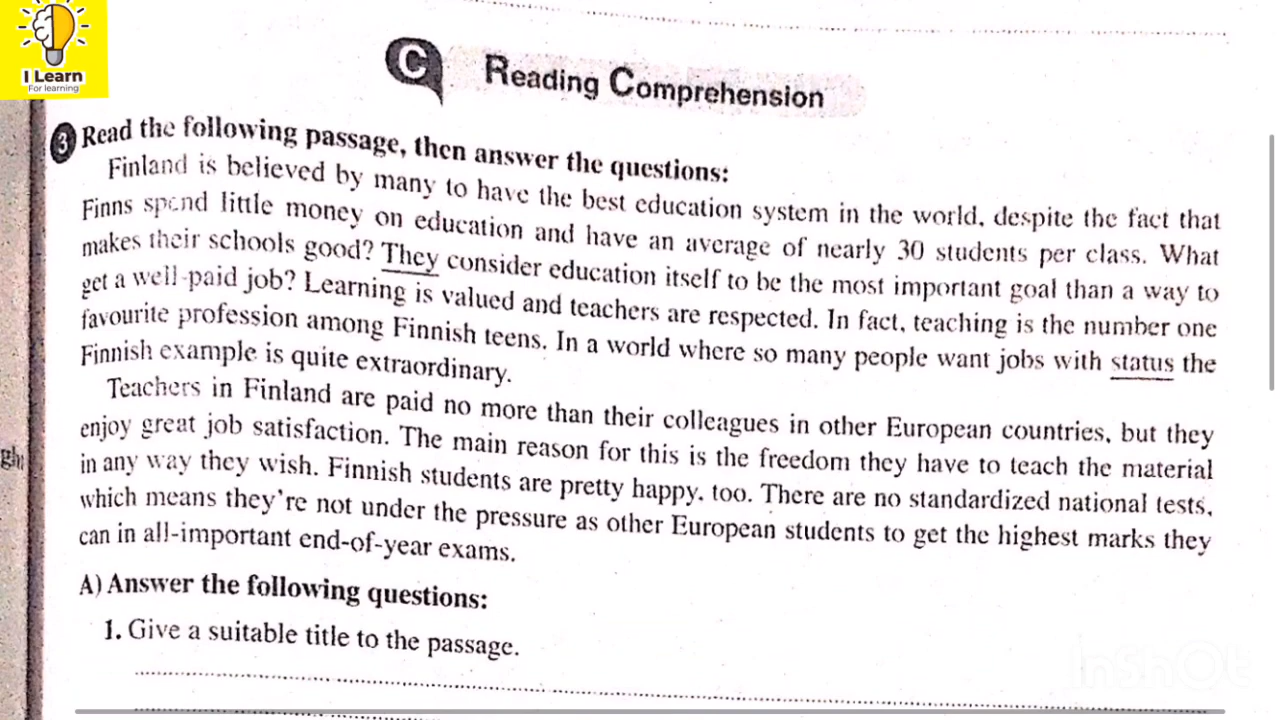 I Learn
For learning
C Reading Comprehension
3 Read the following passage, then answer the questions:
Finland is believed by many to have the best education system in the world, despite the fact that
Finns spend little money on education and have an average of nearly 30 students per class. What
makes their schools good? They consider education itself to be the most important goal than a way to
get a well-paid job? Learning is valued and teachers are respected. In fact, teaching is the number one
favourite profession among Finnish teens. In a world where so many people want jobs with status the
Finnish example is quite extraordinary.
Teachers in Finland are paid no more than their colleagues in other European countries, but they
enjoy great job satisfaction. The main reason for this is the freedom they have to teach the material
in any way they wish. Finnish students are pretty happy, too. There are no standardized national tests,
which means they're not under the pressure as other European students to get the highest marks they
can in all-important end-of-year exams.
A) Answer the following questions:
1. Give a suitable title to the passage.
InShOt